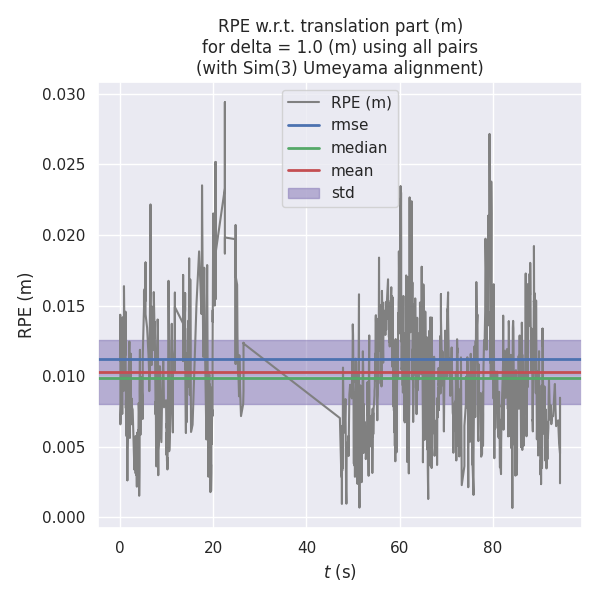 RPE w.r.t. translation part (m)
for delta = 1.0 (m) using all pairs
(with Sim(3) Umeyama alignment)
RPE (m)
rmse
median
mean
std
0.030
0.025
0.020
0.015
0.010
0.005
0.000
RPE (m)
0
20
40
60
80
t (s)